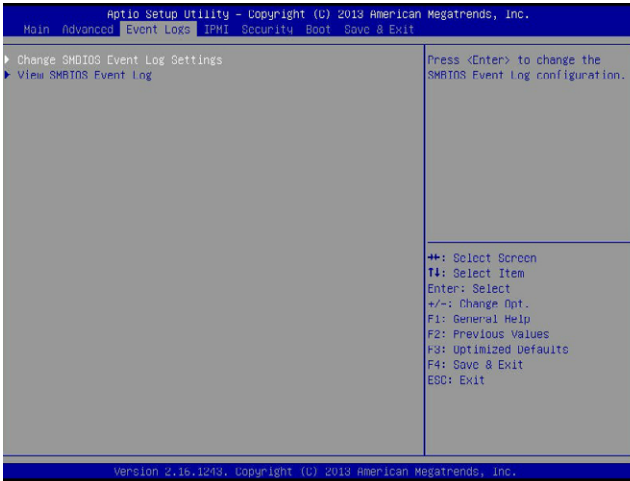 Aptio Setup Utility – Copyright (C) 2013 American Megatrends, Inc.
Main Advanced Event Logs IPMI Security Boot Save & Exit
Change SMBIOS Event Log Settings
View SMBIOS Event Log
Press <Enter> to change the
SMBIOS Event Log configuration.
→←: Select Screen
↑↓: Select Item
Enter: Select
+/-: Change Opt.
F1: General Help
F2: Previous Values
F3: Optimized Defaults
F4: Save & Exit
ESC: Exit
Version 2.16.1243. Copyright (C) 2013 American Megatrends, Inc.